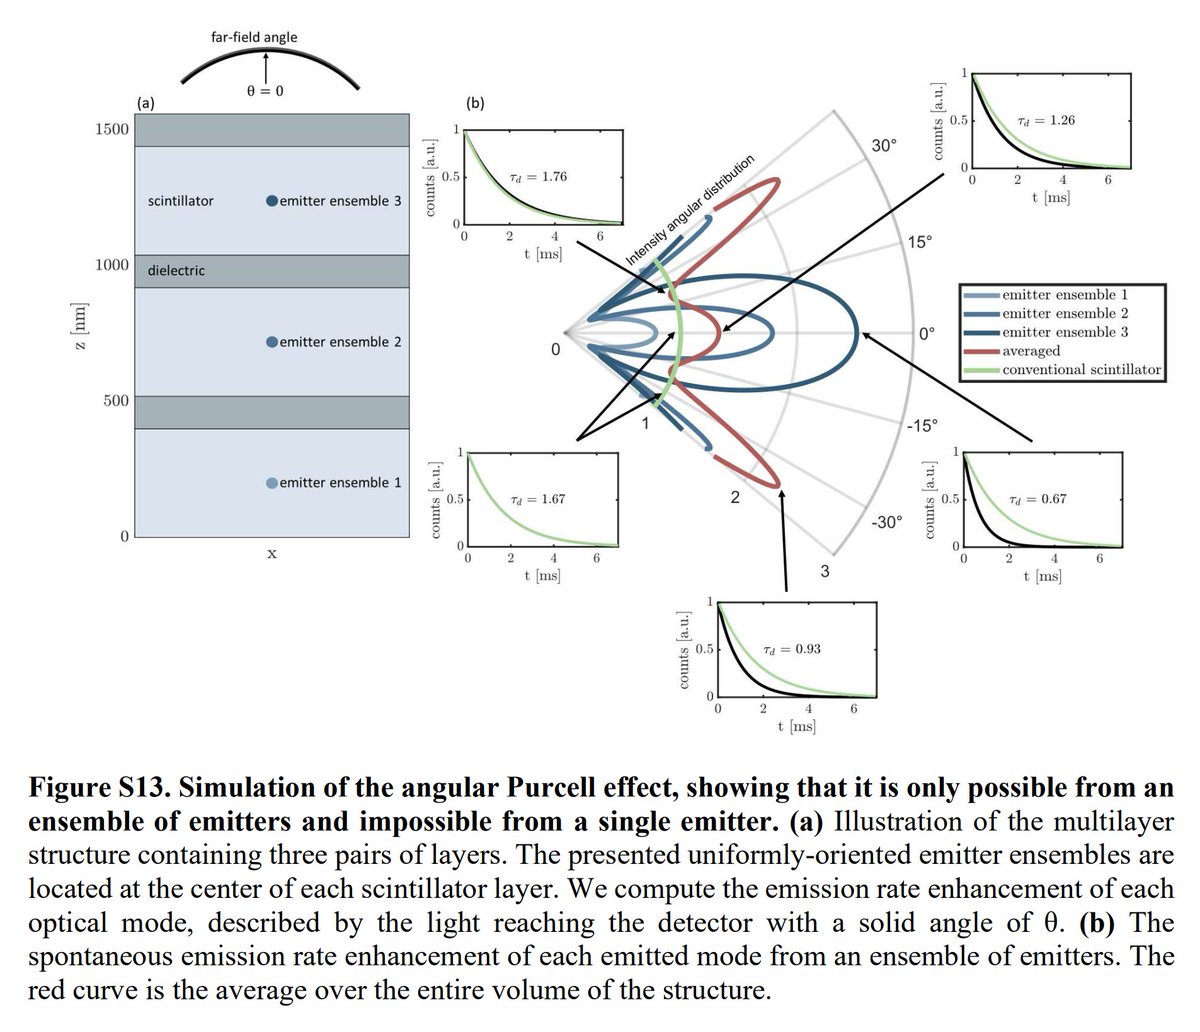 far-field angle
θ = 0
(a)
1500
1000
500
0
z [nm]
x
scintillator
emitter ensemble 3
dielectric
emitter ensemble 2
emitter ensemble 1
(b)
counts [a.u.]
1
0.5
0
τd = 1.76
0 2 4 6
t [ms]
counts [a.u.]
1
0.5
0
τd = 1.26
0 2 4 6
t [ms]
Intensity angular distribution
30°
15°
0°
-15°
-30°
0
1
2
3
emitter ensemble 1
emitter ensemble 2
emitter ensemble 3
averaged
conventional scintillator
counts [a.u.]
1
0.5
0
τd = 1.67
0 2 4 6
t [ms]
counts [a.u.]
1
0.5
0
τd = 0.67
0 2 4 6
t [ms]
counts [a.u.]
1
0.5
0
τd = 0.93
0 2 4 6
t [ms]
Figure S13. Simulation of the angular Purcell effect, showing that it is only possible from an
ensemble of emitters and impossible from a single emitter. (a) Illustration of the multilayer
structure containing three pairs of layers. The presented uniformly-oriented emitter ensembles are
located at the center of each scintillator layer. We compute the emission rate enhancement of each
optical mode, described by the light reaching the detector with a solid angle of θ. (b) The
spontaneous emission rate enhancement of each emitted mode from an ensemble of emitters. The
red curve is the average over the entire volume of the structure.